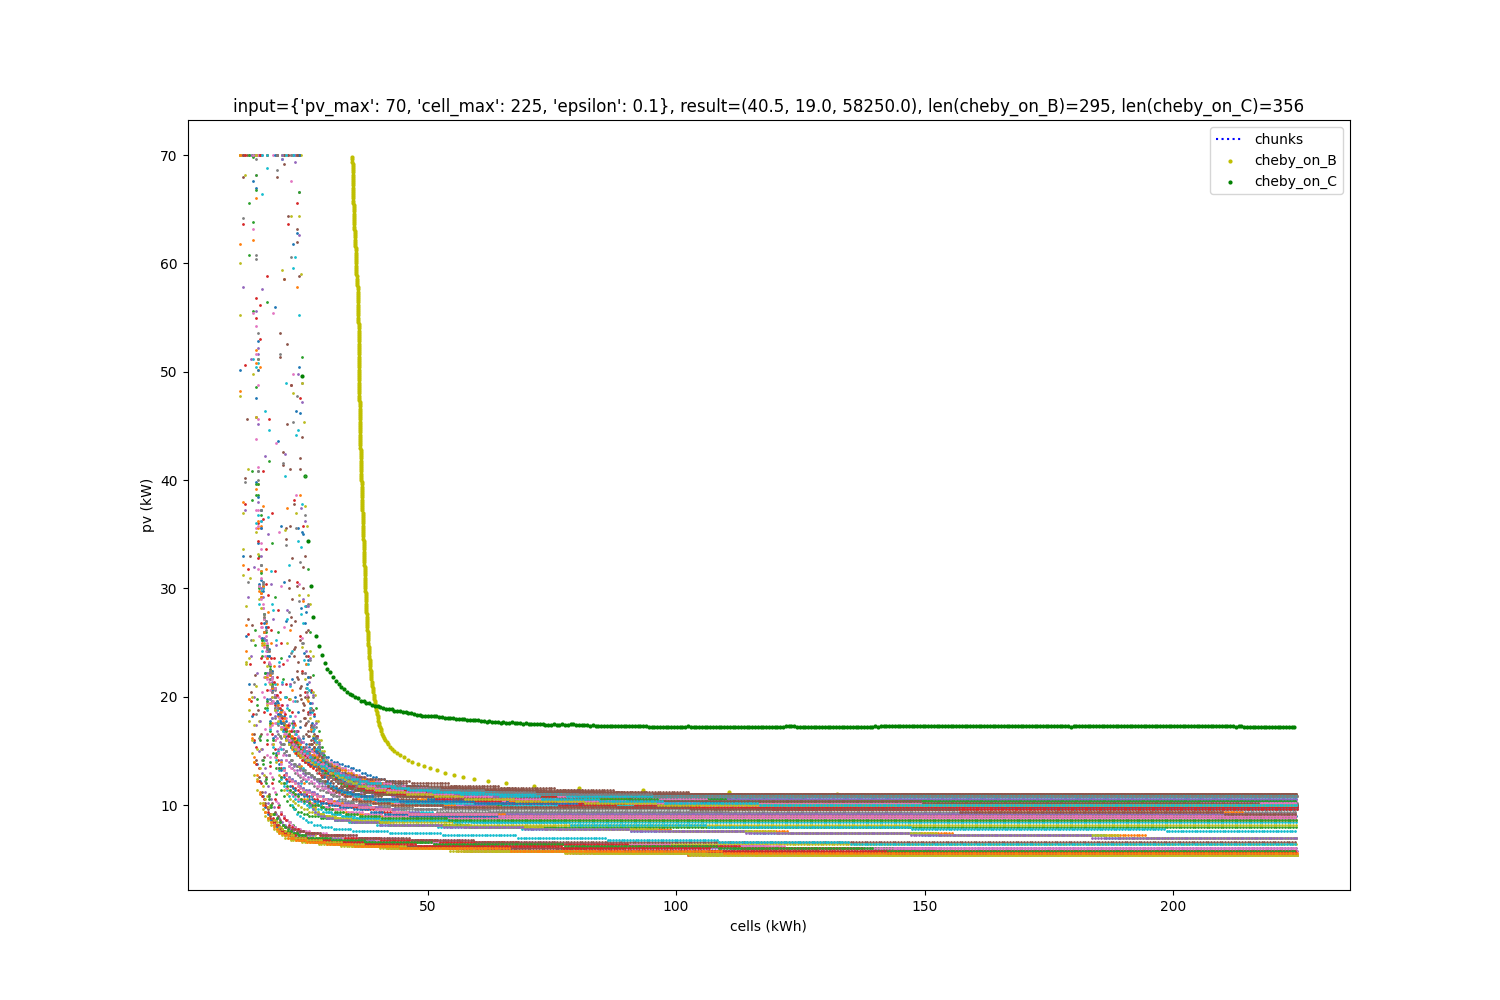 input={'pv_max': 70, 'cell_max': 225, 'epsilon': 0.1}, result=(40.5, 19.0, 58250.0), len(cheby_on_B)=295, len(cheby_on_C)=356
chunks
cheby_on_B
cheby_on_C
70
60
50
40
30
20
10
pv (kW)
50 100 150 200
cells (kWh)